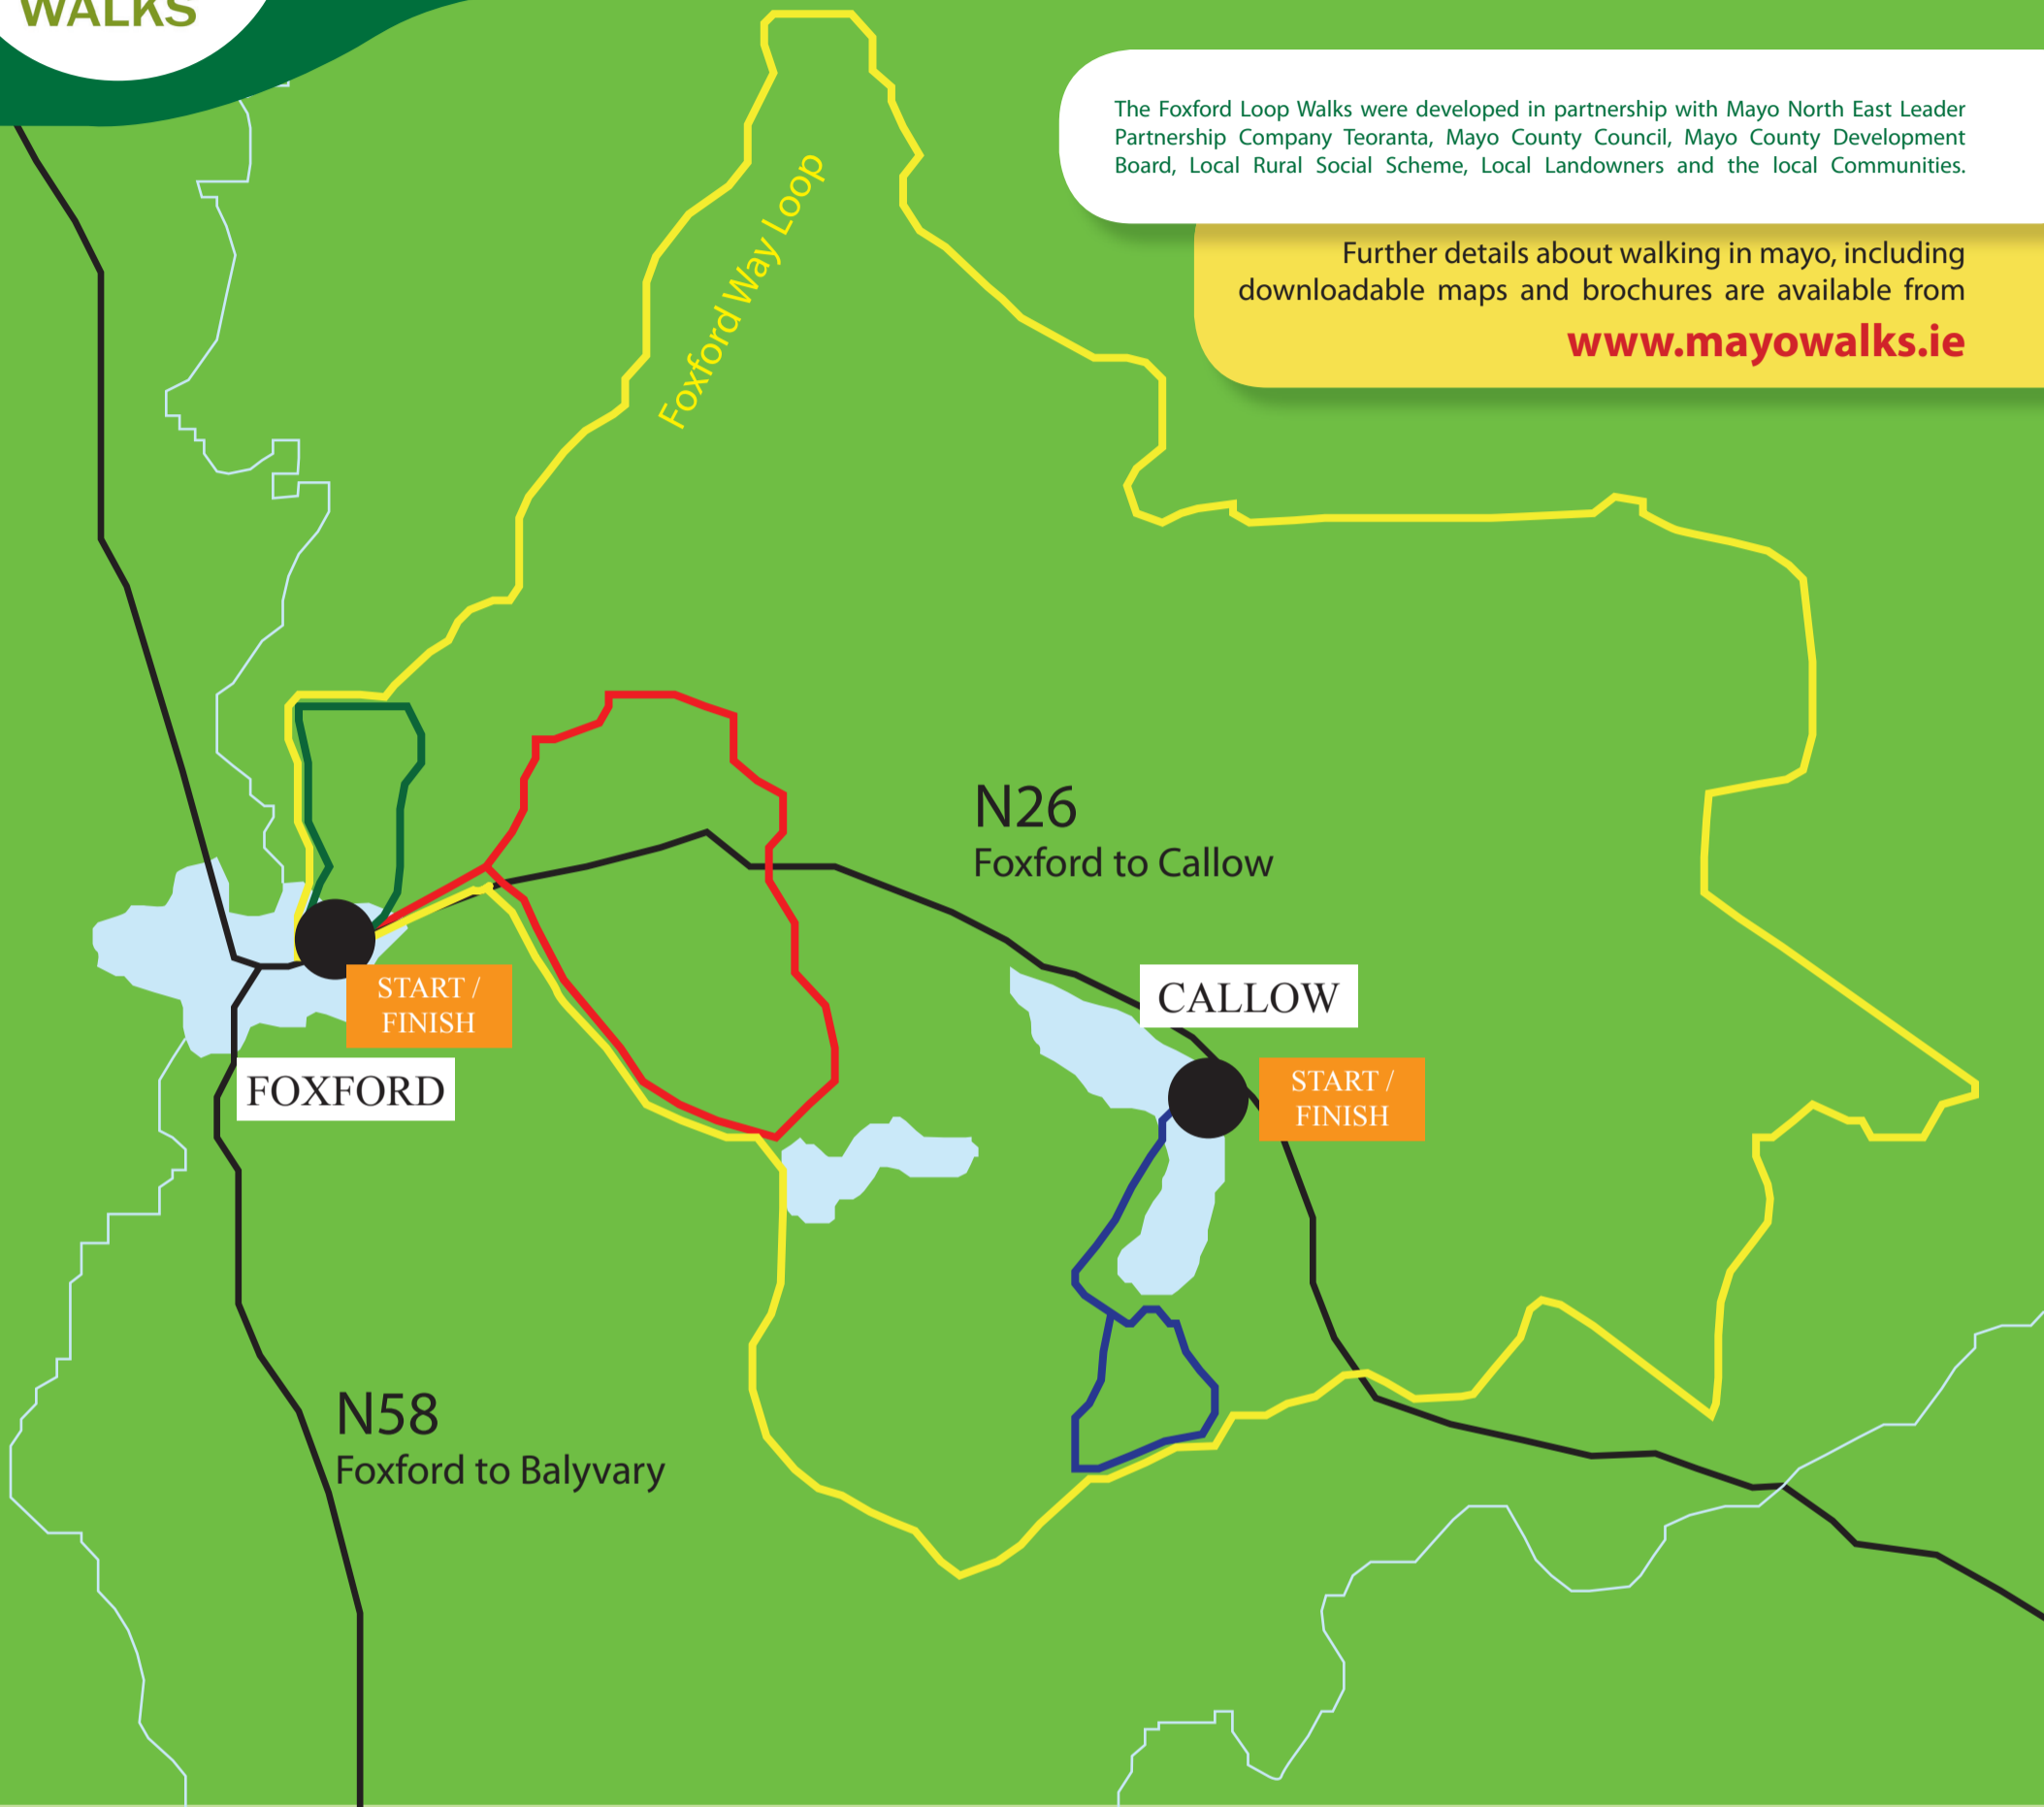 WALKS
The Foxford Loop Walks were developed in partnership with Mayo North East Leader
Partnership Company Teoranta, Mayo County Council, Mayo County Development
Board, Local Rural Social Scheme, Local Landowners and the local Communities.
Further details about walking in mayo, including
downloadable maps and brochures are available from
www.mayowalks.ie
Foxford Way Loop
N26
Foxford to Callow
CALLOW
START /
FINISH
START /
FINISH
FOXFORD
N58
Foxford to Balyvary